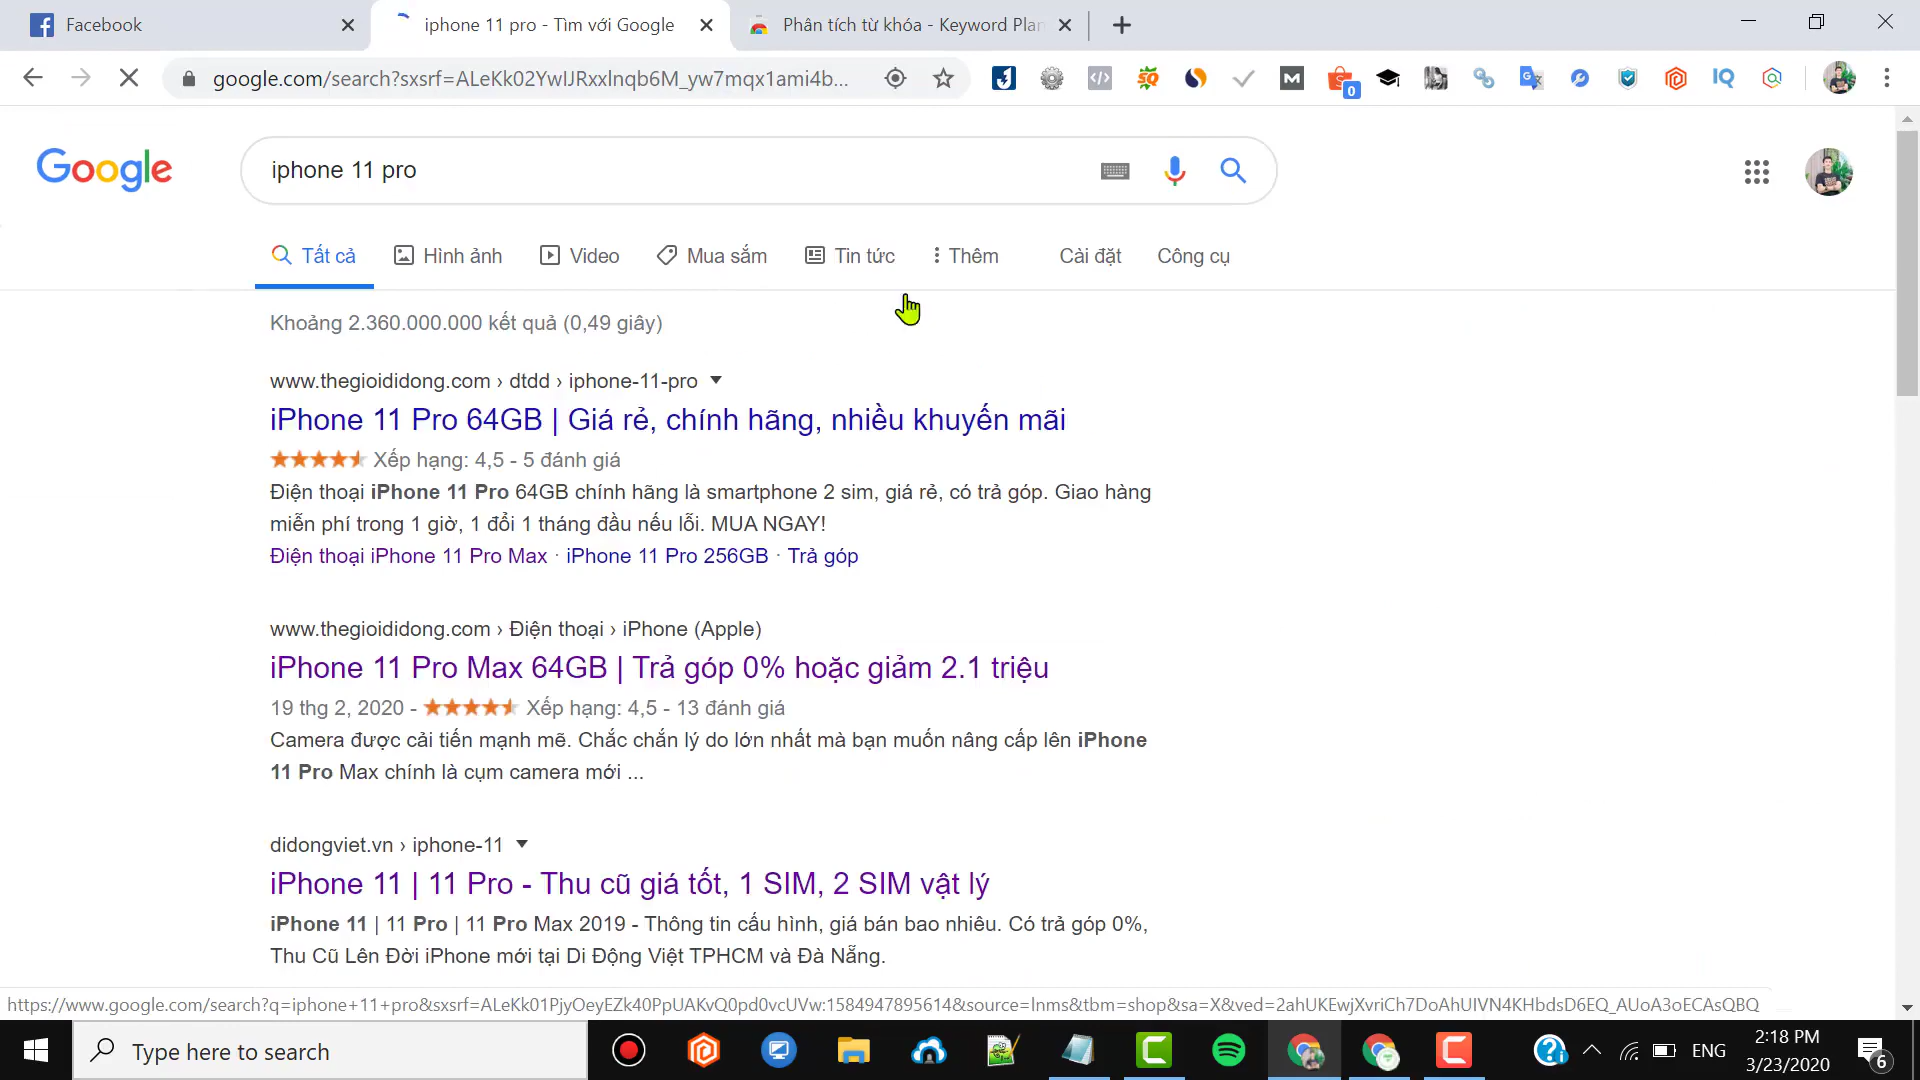 Facebook
iphone 11 pro - Tìm với Google
Phân tích từ khóa - Keyword Plan
google.com/search?sxsrf=ALeKk02YwlJRxxlnqb6M_yw7mqx1ami4b...
0
IQ
Google
iphone 11 pro
Tất cả
Hình ảnh
Video
Mua sắm
Tin tức
Thêm
Cài đặt
Công cụ
Khoảng 2.360.000.000 kết quả (0,49 giây)
www.thegioididong.com › dtdd › iphone-11-pro
iPhone 11 Pro 64GB | Giá rẻ, chính hãng, nhiều khuyến mãi
Xếp hạng: 4,5 - 5 đánh giá
Điện thoại iPhone 11 Pro 64GB chính hãng là smartphone 2 sim, giá rẻ, có trả góp. Giao hàng
miễn phí trong 1 giờ, 1 đổi 1 tháng đầu nếu lỗi. MUA NGAY!
Điện thoại iPhone 11 Pro Max · iPhone 11 Pro 256GB · Trả góp
www.thegioididong.com › Điện thoại › iPhone (Apple)
iPhone 11 Pro Max 64GB | Trả góp 0% hoặc giảm 2.1 triệu
19 thg 2, 2020 - Xếp hạng: 4,5 - 13 đánh giá
Camera được cải tiến mạnh mẽ. Chắc chắn lý do lớn nhất mà bạn muốn nâng cấp lên iPhone
11 Pro Max chính là cụm camera mới ...
didongviet.vn › iphone-11
iPhone 11 | 11 Pro - Thu cũ giá tốt, 1 SIM, 2 SIM vật lý
iPhone 11 | 11 Pro | 11 Pro Max 2019 - Thông tin cấu hình, giá bán bao nhiêu. Có trả góp 0%,
Thu Cũ Lên Đời iPhone mới tại Di Động Việt TPHCM và Đà Nẵng.
https://www.google.com/search?q=iphone+11+pro&sxsrf=ALeKk01PjyOeyEZk40PpUAKvQ0pd0vcUVw:1584947895614&source=lnms&tbm=shop&sa=X&ved=2ahUKEwjXvriCh7DoAhUIVN4KHbdsD6EQ_AUoA3oECAsQBQ
Type here to search
ENG
2:18 PM
3/23/2020
6